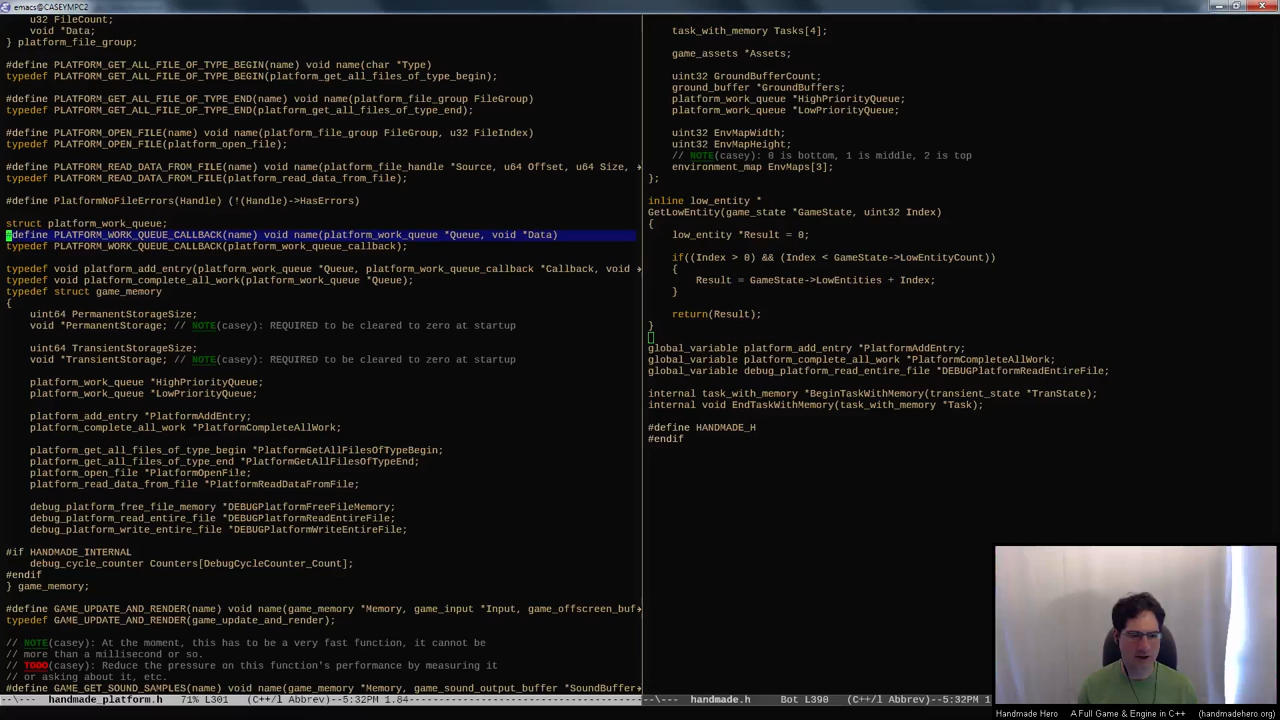 emacs@CASEYMPC2
u32 FileCount;
void *Data;
} platform_file_group;
#define PLATFORM_GET_ALL_FILE_OF_TYPE_BEGIN(name) void name(char *Type)
typedef PLATFORM_GET_ALL_FILE_OF_TYPE_BEGIN(platform_get_all_files_of_type_begin);
#define PLATFORM_GET_ALL_FILE_OF_TYPE_END(name) void name(platform_file_group FileGroup)
typedef PLATFORM_GET_ALL_FILE_OF_TYPE_END(platform_get_all_files_of_type_end);
#define PLATFORM_OPEN_FILE(name) void name(platform_file_group FileGroup, u32 FileIndex)
typedef PLATFORM_OPEN_FILE(platform_open_file);
#define PLATFORM_READ_DATA_FROM_FILE(name) void name(platform_file_handle *Source, u64 Offset, u64 Size,
typedef PLATFORM_READ_DATA_FROM_FILE(platform_read_data_from_file);
#define PlatformNoFileErrors(Handle) (!(Handle)->HasErrors)
struct platform_work_queue;
#define PLATFORM_WORK_QUEUE_CALLBACK(name) void name(platform_work_queue *Queue, void *Data)
typedef PLATFORM_WORK_QUEUE_CALLBACK(platform_work_queue_callback);
typedef void platform_add_entry(platform_work_queue *Queue, platform_work_queue_callback *Callback, void
typedef void platform_complete_all_work(platform_work_queue *Queue);
typedef struct game_memory
{
uint64 PermanentStorageSize;
void *PermanentStorage; // NOTE(casey): REQUIRED to be cleared to zero at startup
uint64 TransientStorageSize;
void *TransientStorage; // NOTE(casey): REQUIRED to be cleared to zero at startup
platform_work_queue *HighPriorityQueue;
platform_work_queue *LowPriorityQueue;
platform_add_entry *PlatformAddEntry;
platform_complete_all_work *PlatformCompleteAllWork;
platform_get_all_files_of_type_begin *PlatformGetAllFilesOfTypeBegin;
platform_get_all_files_of_type_end *PlatformGetAllFilesOfTypeEnd;
platform_open_file *PlatformOpenFile;
platform_read_data_from_file *PlatformReadDataFromFile;
debug_platform_free_file_memory *DEBUGPlatformFreeFileMemory;
debug_platform_read_entire_file *DEBUGPlatformReadEntireFile;
debug_platform_write_entire_file *DEBUGPlatformWriteEntireFile;
#if HANDMADE_INTERNAL
debug_cycle_counter Counters[DebugCycleCounter_Count];
#endif
} game_memory;
#define GAME_UPDATE_AND_RENDER(name) void name(game_memory *Memory, game_input *Input, game_offscreen_buf
typedef GAME_UPDATE_AND_RENDER(game_update_and_render);
// NOTE(casey): At the moment, this has to be a very fast function, it cannot be
// more than a millisecond or so.
// TODO(casey): Reduce the pressure on this function's performance by measuring it
// or asking about it, etc.
#define GAME_GET_SOUND_SAMPLES(name) void name(game_memory *Memory, game_sound_output_buffer *SoundBuffer
--\--- handmade_platform.h 71% L301 (C++/l Abbrev)--5:32PM 1.84
task_with_memory Tasks[4];
game_assets *Assets;
uint32 GroundBufferCount;
ground_buffer *GroundBuffers;
platform_work_queue *HighPriorityQueue;
platform_work_queue *LowPriorityQueue;
uint32 EnvMapWidth;
uint32 EnvMapHeight;
// NOTE(casey): 0 is bottom, 1 is middle, 2 is top
environment_map EnvMaps[3];
};
inline low_entity *
GetLowEntity(game_state *GameState, uint32 Index)
{
low_entity *Result = 0;
if((Index > 0) && (Index < GameState->LowEntityCount))
{
Result = GameState->LowEntities + Index;
}
return(Result);
}
global_variable platform_add_entry *PlatformAddEntry;
global_variable platform_complete_all_work *PlatformCompleteAllWork;
global_variable debug_platform_read_entire_file *DEBUGPlatformReadEntireFile;
internal task_with_memory *BeginTaskWithMemory(transient_state *TranState);
internal void EndTaskWithMemory(task_with_memory *Task);
#define HANDMADE_H
#endif
--\--- handmade.h Bot L390 (C++/l Abbrev)--5:32PM 1
Handmade Hero A Full Game & Engine in C++ (handmadehero.org)